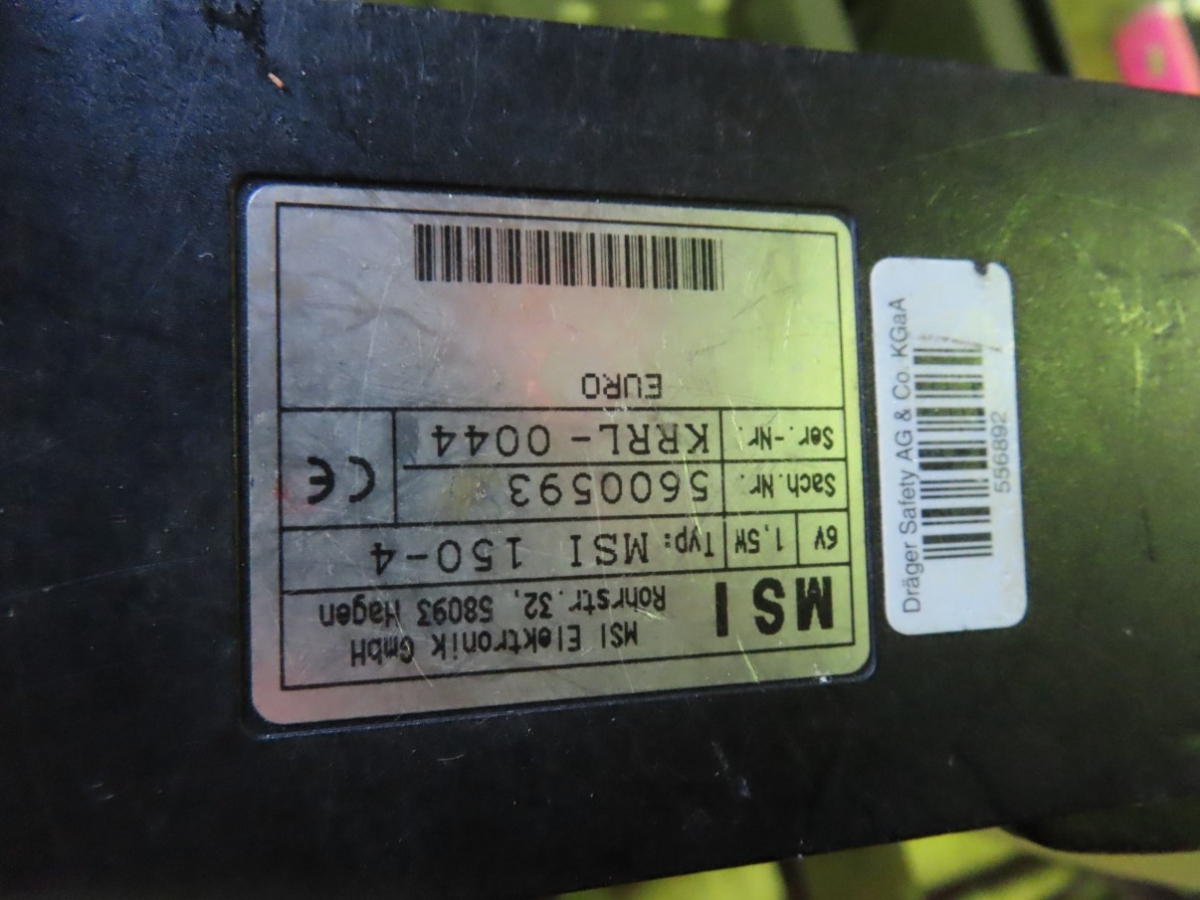 MSI Elektronik GmbH
MSI Rohrstr.32, 58093 Hagen
6V 1,5W Typ: MSI 150-4
Sach.Nr. 5600593
CE
Ser.-Nr. KRRL-0044
EURO
Dräger Safety AG & Co. KGaA
556892